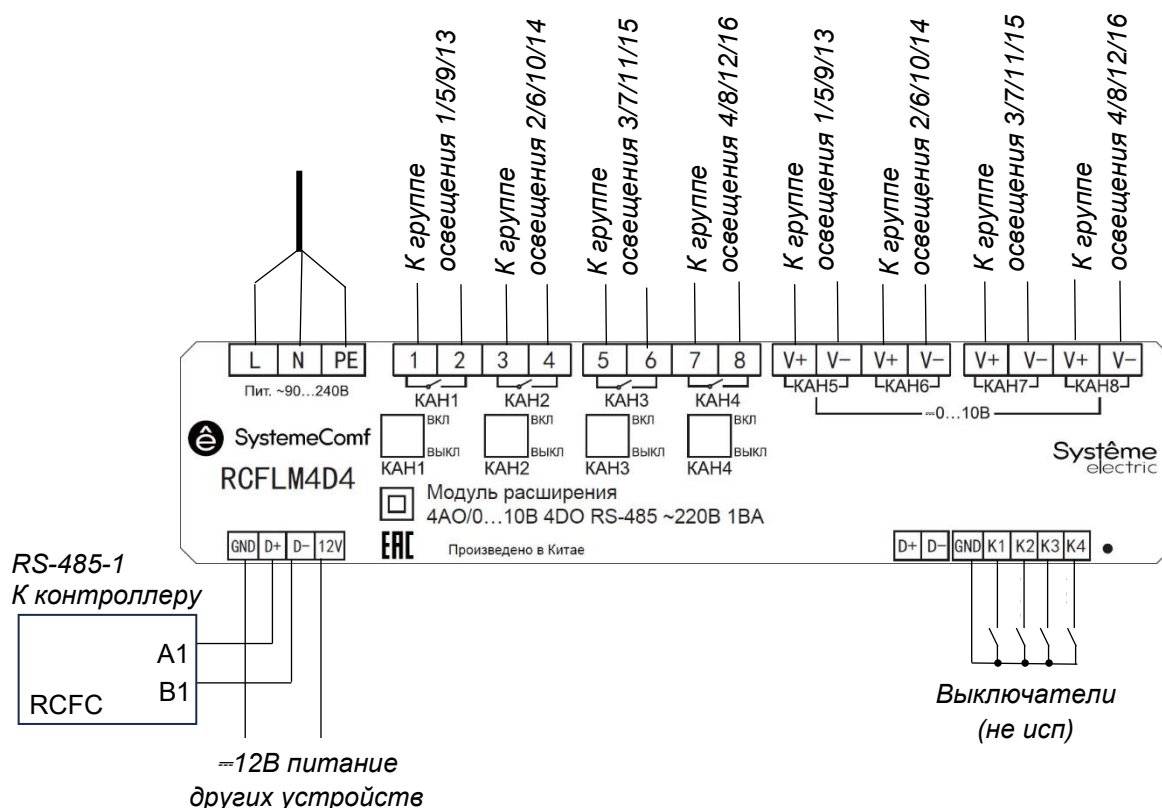 К группе
освещения 1/5/9/13
К группе
освещения 2/6/10/14
К группе
освещения 3/7/11/15
К группе
освещения 4/8/12/16
К группе
освещения 1/5/9/13
К группе
освещения 2/6/10/14
К группе
освещения 3/7/11/15
К группе
освещения 4/8/12/16
L N PE
1 2 3 4
5 6 7 8
V+ V- V+ V-
V+ V- V+ V-
Пит. ~90...240В
КАН1 КАН2 КАН3 КАН4
КАН5 КАН6 КАН7 КАН8
⎓0...10В
ВКЛ ВКЛ ВКЛ ВКЛ
ВЫКЛ ВЫКЛ ВЫКЛ ВЫКЛ
КАН1 КАН2 КАН3 КАН4
ê SystemeComf
RCFLM4D4
Système
electric
Модуль расширения
4AO/0...10В 4DO RS-485 ~220В 1ВА
EAC Произведено в Китае
GND D+ D- 12V
D+ D- GND K1 K2 K3 K4
RS-485-1
К контроллеру
A1
B1
RCFC
Выключатели
(не исп)
⎓12В питание
других устройств